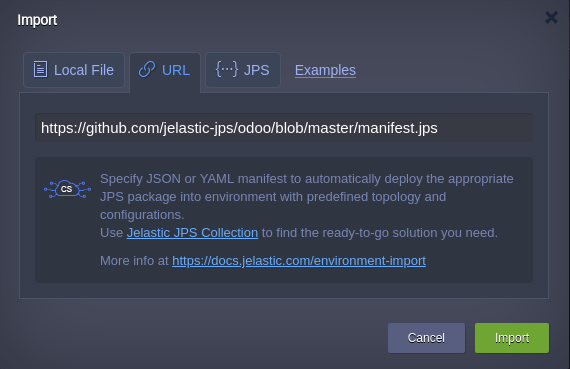 Import
Local File
URL
{···} JPS
Examples
https://github.com/jelastic-jps/odoo/blob/master/manifest.jps
CS
Specify JSON or YAML manifest to automatically deploy the appropriate
JPS package into environment with predefined topology and
configurations.
Use Jelastic JPS Collection to find the ready-to-go solution you need.
More info at https://docs.jelastic.com/environment-import
Cancel
Import